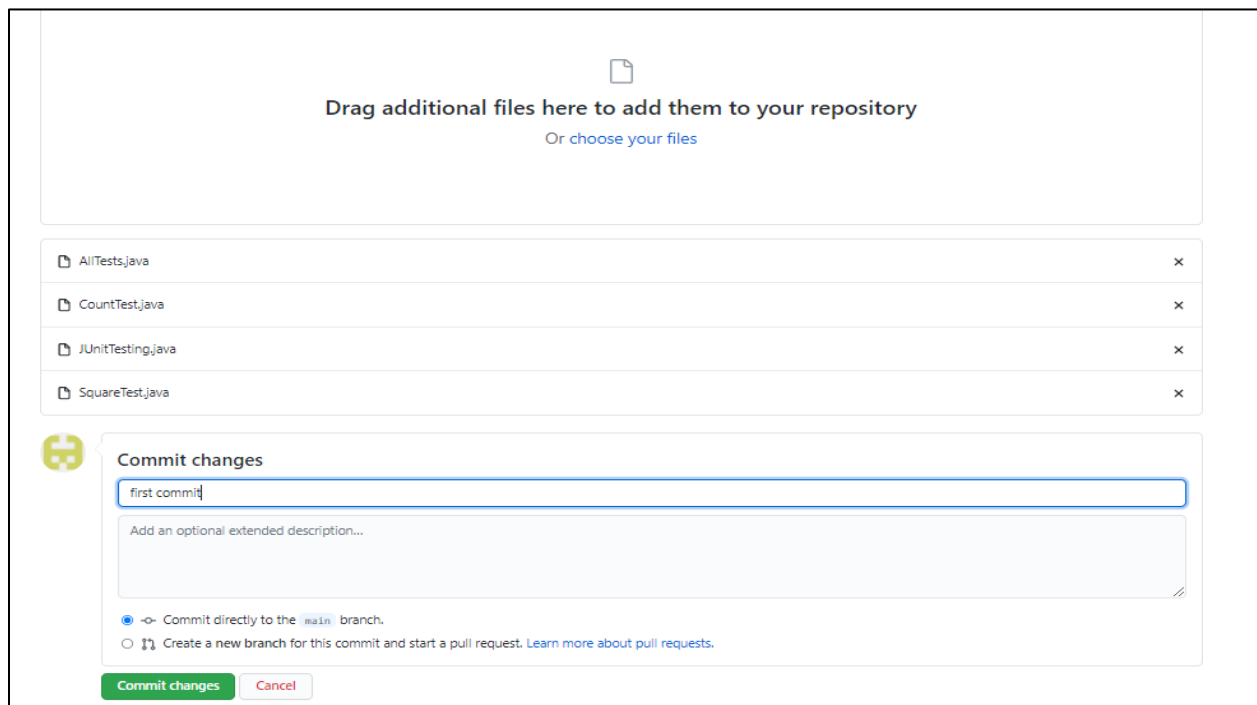 Drag additional files here to add them to your repository
Or choose your files
AllTests.java
CountTest.java
JUnitTesting.java
SquareTest.java
Commit changes
first commit
Add an optional extended description...
Commit directly to the main branch.
Create a new branch for this commit and start a pull request. Learn more about pull requests.
Commit changes Cancel